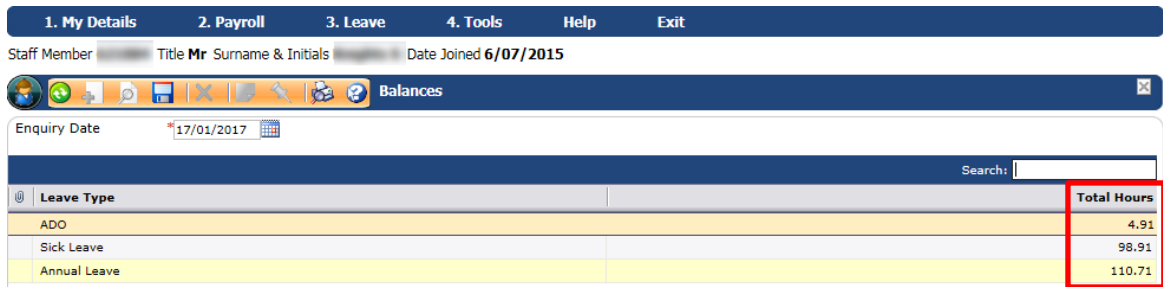 1. My Details 2. Payroll 3. Leave 4. Tools Help Exit
Staff Member Title Mr Surname & Initials Date Joined 6/07/2015
Balances
Enquiry Date *17/01/2017
Search:
Leave Type Total Hours
ADO 4.91
Sick Leave 98.91
Annual Leave 110.71